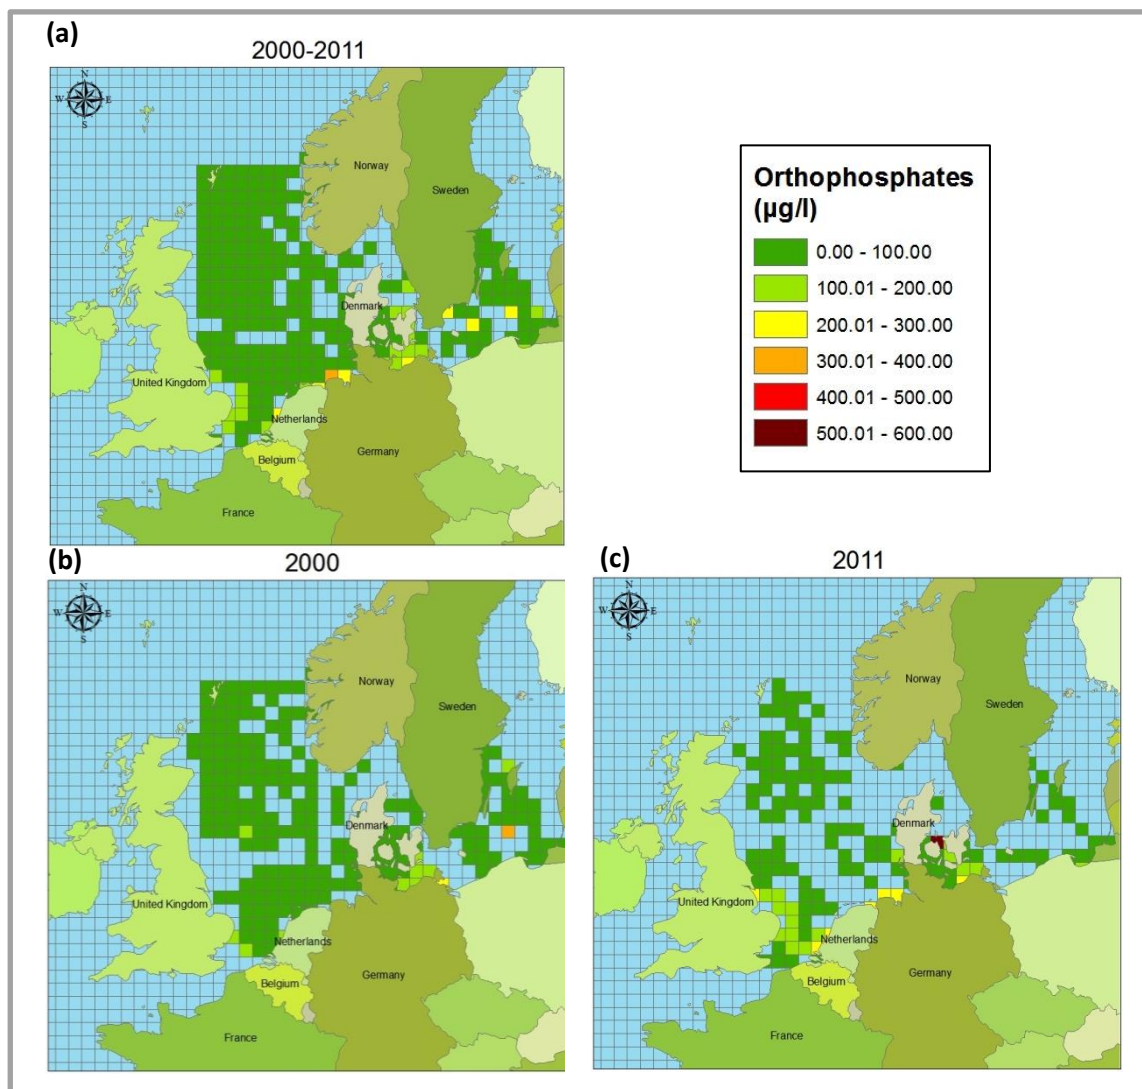 (a)
2000-2011
N
W E
S
Norway
Sweden
Denmark
United Kingdom
Netherlands
Belgium
Germany
France
Orthophosphates
(µg/l)
0.00 - 100.00
100.01 - 200.00
200.01 - 300.00
300.01 - 400.00
400.01 - 500.00
500.01 - 600.00
(b)
2000
N
W E
S
Norway
Sweden
Denmark
United Kingdom
Netherlands
Belgium
Germany
France
(c)
2011
N
W E
S
Norway
Sweden
Denmark
United Kingdom
Netherlands
Belgium
Germany
France